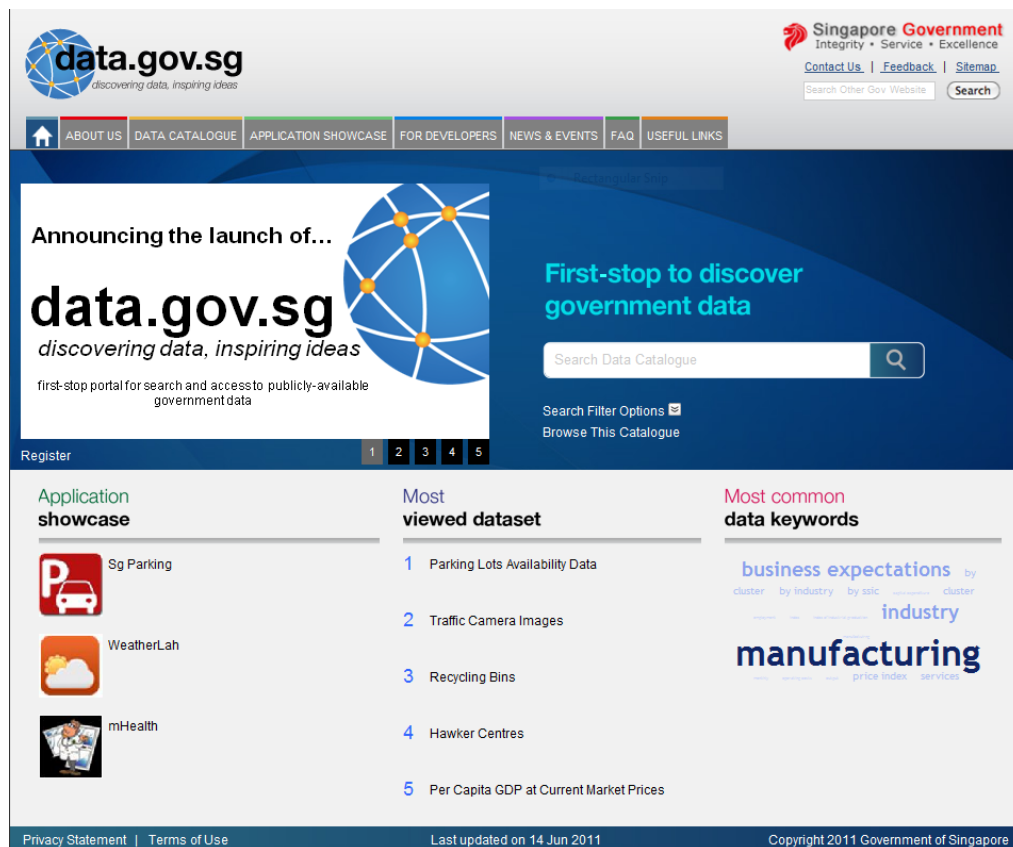 data.gov.sg
discovering data, inspiring ideas
Singapore Government
Integrity • Service • Excellence
Contact Us | Feedback | Sitemap
Search Other Gov Website Search
ABOUT US DATA CATALOGUE APPLICATION SHOWCASE FOR DEVELOPERS NEWS & EVENTS FAQ USEFUL LINKS
Rectangular Snip
Announcing the launch of...
data.gov.sg
discovering data, inspiring ideas
first-stop portal for search and access to publicly-available
government data
Register
1 2 3 4 5
First-stop to discover
government data
Search Data Catalogue
Search Filter Options
Browse This Catalogue
Application
showcase
P
Sg Parking
WeatherLah
mHealth
Most
viewed dataset
1 Parking Lots Availability Data
2 Traffic Camera Images
3 Recycling Bins
4 Hawker Centres
5 Per Capita GDP at Current Market Prices
Most common
data keywords
business expectations by
cluster by industry by ssic cluster
industry
manufacturing
price index services
Privacy Statement | Terms of Use
Last updated on 14 Jun 2011
Copyright 2011 Government of Singapore